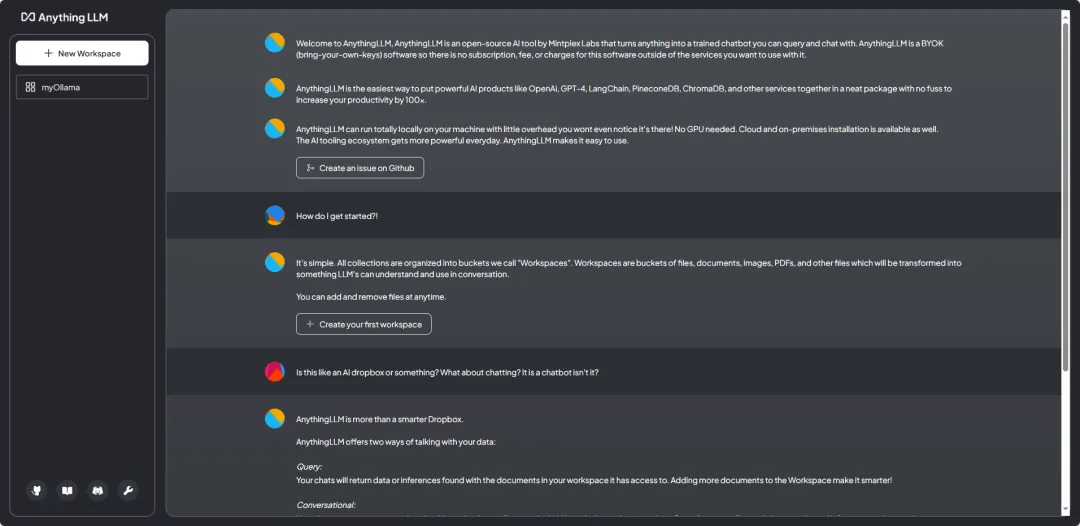 Anything LLM
New Workspace
myOllama
Welcome to AnythingLLM, AnythingLLM is an open-source AI tool by Mintplex Labs that turns anything into a trained chatbot you can query and chat with. AnythingLLM is a BYOK
(bring-your-own-keys) software so there is no subscription, fee, or charges for this software outside of the services you want to use with it.
AnythingLLM is the easiest way to put powerful AI products like OpenAi, GPT-4, LangChain, PineconeDB, ChromaDB, and other services together in a neat package with no fuss to
increase your productivity by 100x.
AnythingLLM can run totally locally on your machine with little overhead you wont even notice it's there! No GPU needed. Cloud and on-premises installation is available as well.
The AI tooling ecosystem gets more powerful everyday. AnythingLLM makes it easy to use.
Create an issue on Github
How do I get started?!
It's simple. All collections are organized into buckets we call "Workspaces". Workspaces are buckets of files, documents, images, PDFs, and other files which will be transformed into
something LLM's can understand and use in conversation.
You can add and remove files at anytime.
Create your first workspace
Is this like an AI dropbox or something? What about chatting? It is a chatbot isn't it?
AnythingLLM is more than a smarter Dropbox.
AnythingLLM offers two ways of talking with your data:
Query:
Your chats will return data or inferences found with the documents in your workspace it has access to. Adding more documents to the Workspace make it smarter!
Conversational: